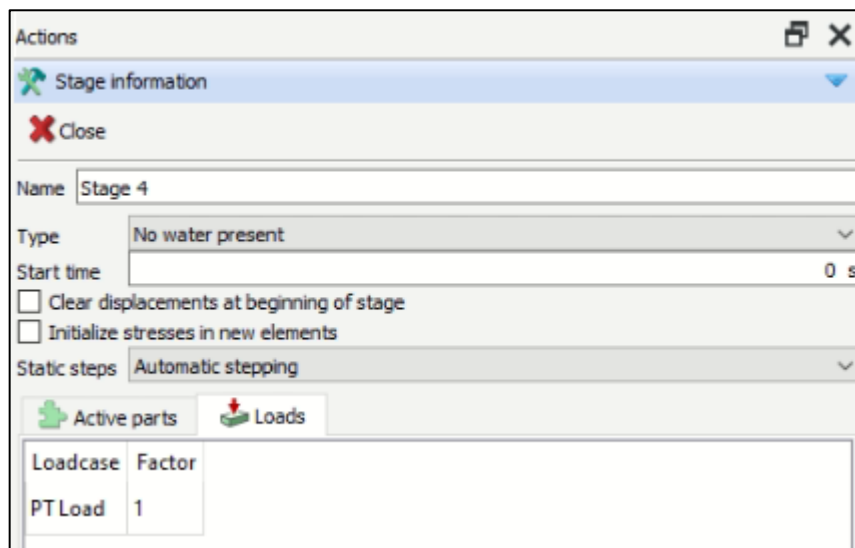 Actions
Stage information
Close
Name Stage 4
Type No water present
Start time 0 s
Clear displacements at beginning of stage
Initialize stresses in new elements
Static steps Automatic stepping
Active parts Loads
Loadcase Factor
PT Load 1